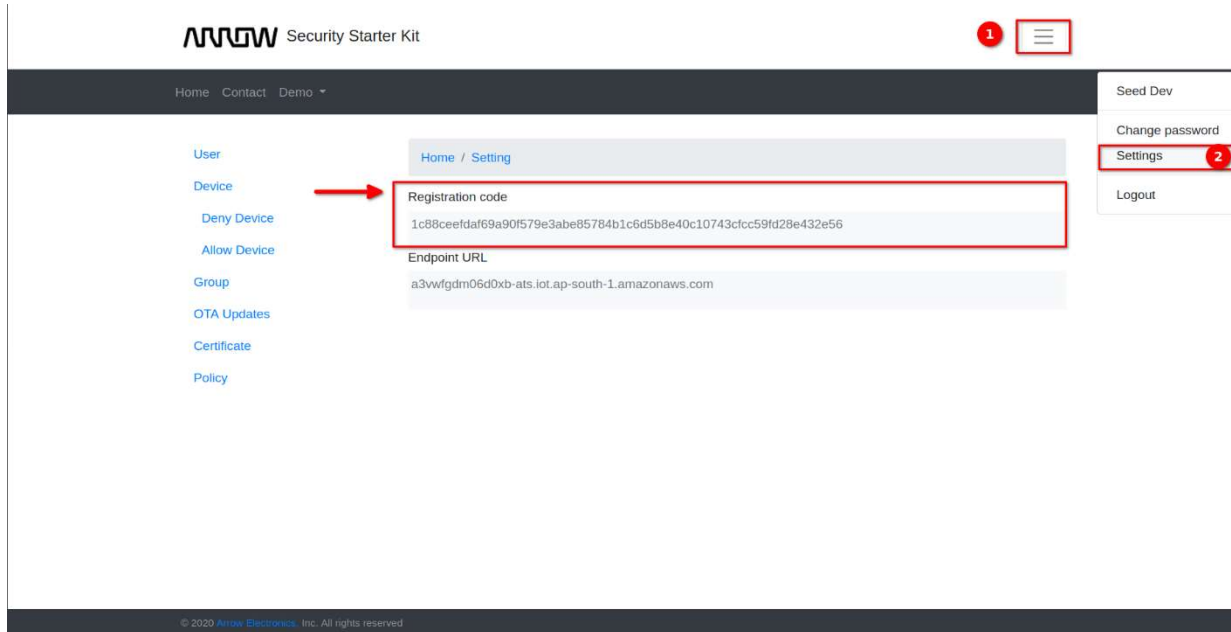 ARROW Security Starter Kit
1
Home Contact Demo
Seed Dev
Change password
Settings 2
Logout
User
Device
Deny Device
Allow Device
Group
OTA Updates
Certificate
Policy
Home / Setting
Registration code
1c88ceefdaf69a90f579e3abe85784b1c6d5b8e40c10743cfcc59fd28e432e56
Endpoint URL
a3vwfgdm06d0xb-ats.iot.ap-south-1.amazonaws.com
© 2020 Arrow Electronics, Inc. All rights reserved